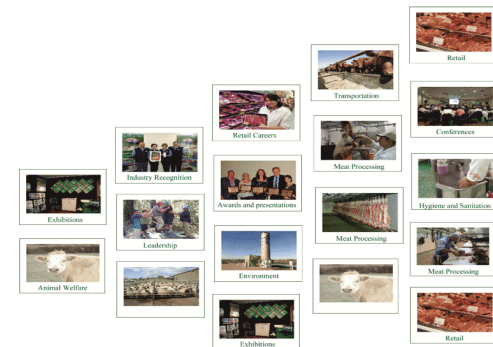 Exhibitions
Animal Welfare
Industry Recognition
Leadership
Retail Careers
Awards and presentations
Environment
Exhibitions
Transportation
Meat Processing
Meat Processing
Retail
Conferences
Hygiene and Sanitation
Meat Processing
Retail